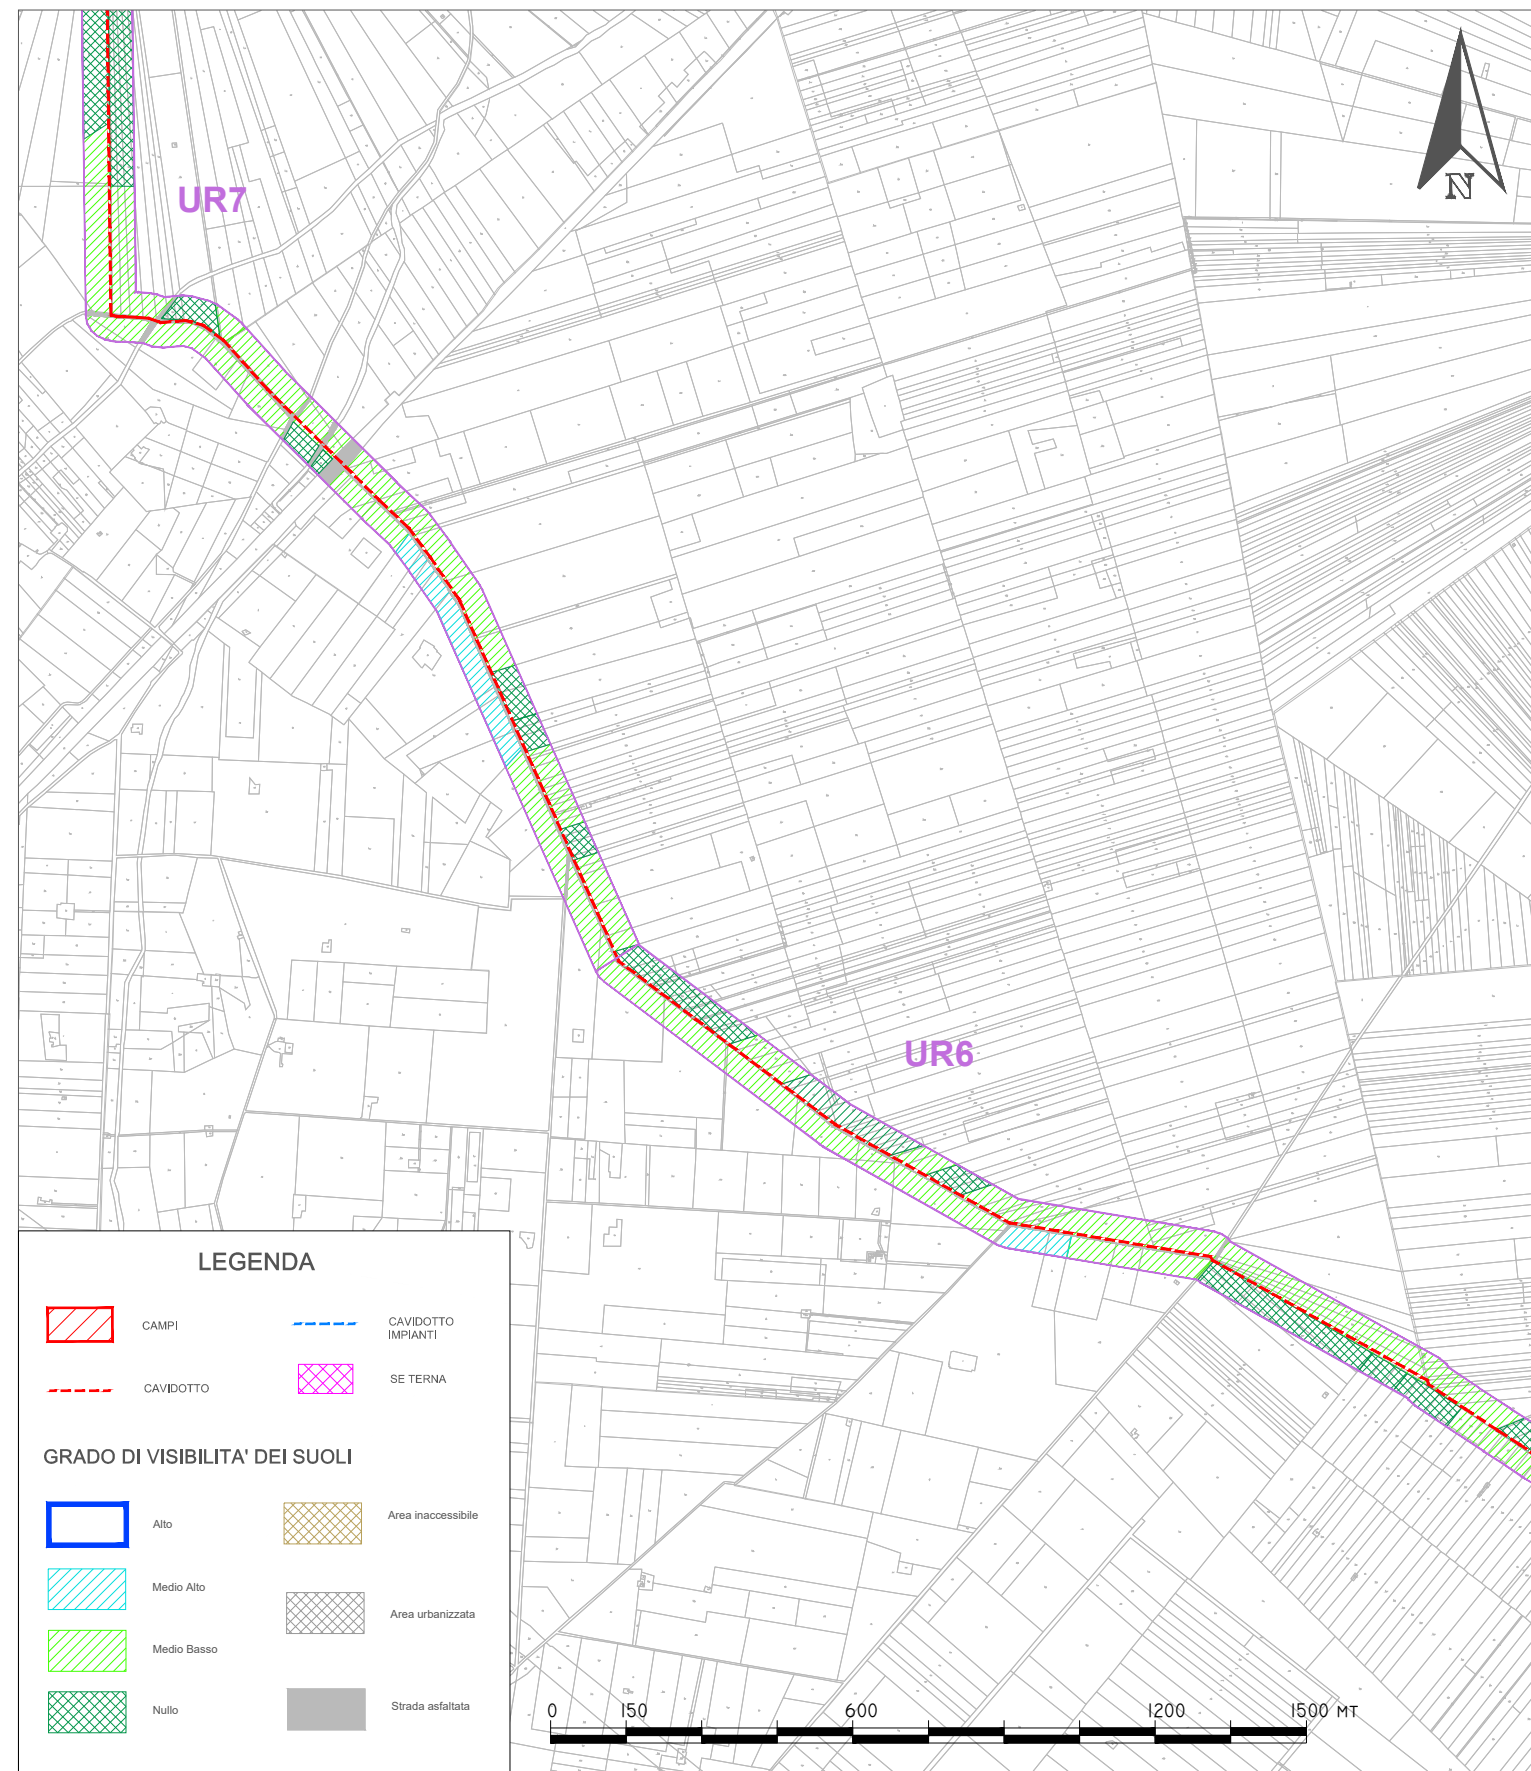 UR7
N
UR6
LEGENDA
CAMPI
CAVIDOTTO
IMPIANTI
CAVIDOTTO
SE TERNA
GRADO DI VISIBILITA' DEI SUOLI
Alto
Area inaccessibile
Medio Alto
Area urbanizzata
Medio Basso
Nullo
Strada asfaltata
0 150 600 1200 1500 MT